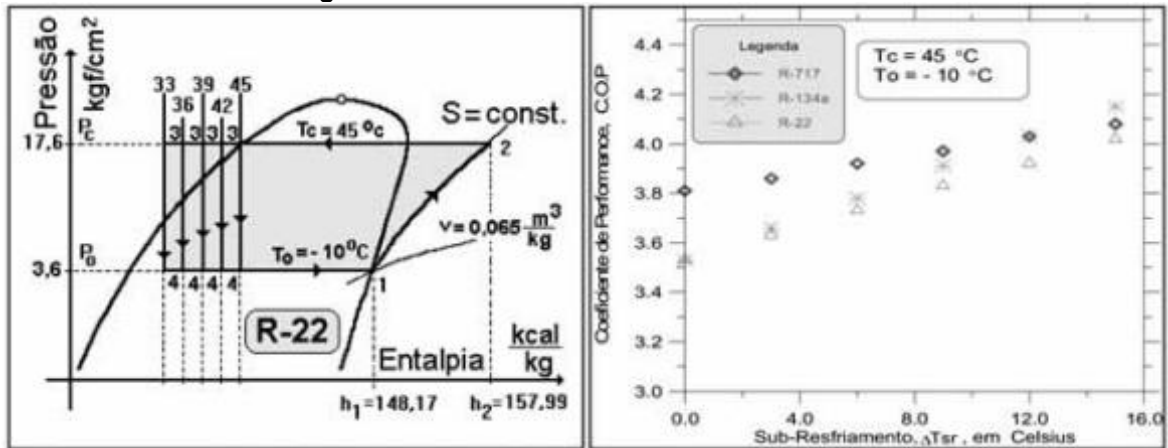 Pressão
kgf/cm²
33
36
39
42
45
3 3 3 3 3
Pc
17,6
Tc = 45 ºc
S = const.
2
v = 0,065 m³/kg
To = - 10ºC
Po
3,6
4 4 4 4 4
1
R-22
Entalpia kcal/kg
h₁=148,17
h₂=157,99
Coeficiente de Performance, C.O.P
4.4
4.2
4.0
3.8
3.6
3.4
3.2
3.0
Legenda
R-717
R-134a
R-22
Tc = 45 ºC
To = - 10 ºC
0.0
4.0
8.0
12.0
16.0
Sub-Resfriamento, ΔTsr , em Celsius